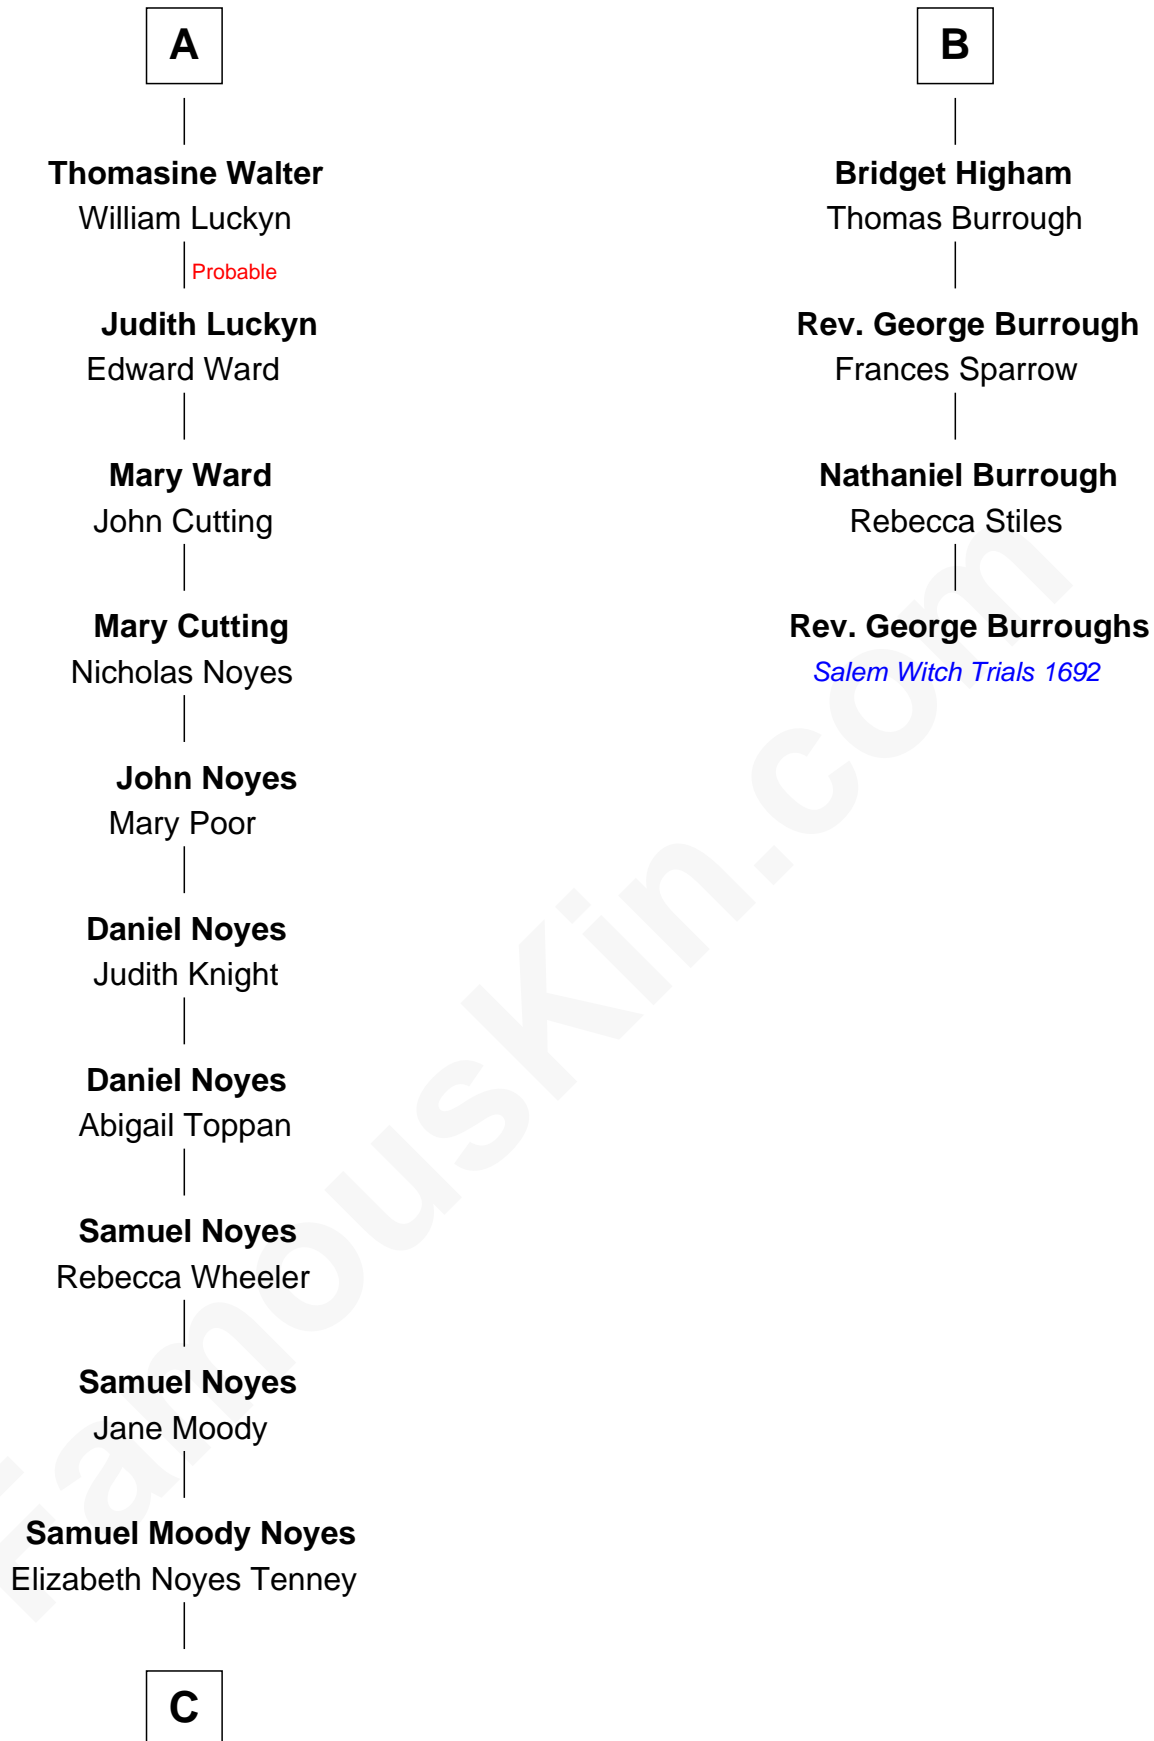 A
Thomasine Walter
William Luckyn
Probable
Judith Luckyn
Edward Ward
Mary Ward
John Cutting
Mary Cutting
Nicholas Noyes
John Noyes
Mary Poor
Daniel Noyes
Judith Knight
Daniel Noyes
Abigail Toppan
Samuel Noyes
Rebecca Wheeler
Samuel Noyes
Jane Moody
Samuel Moody Noyes
Elizabeth Noyes Tenney
C
B
Bridget Higham
Thomas Burrough
Rev. George Burrough
Frances Sparrow
Nathaniel Burrough
Rebecca Stiles
Rev. George Burroughs
Salem Witch Trials 1692
FamousKin.com